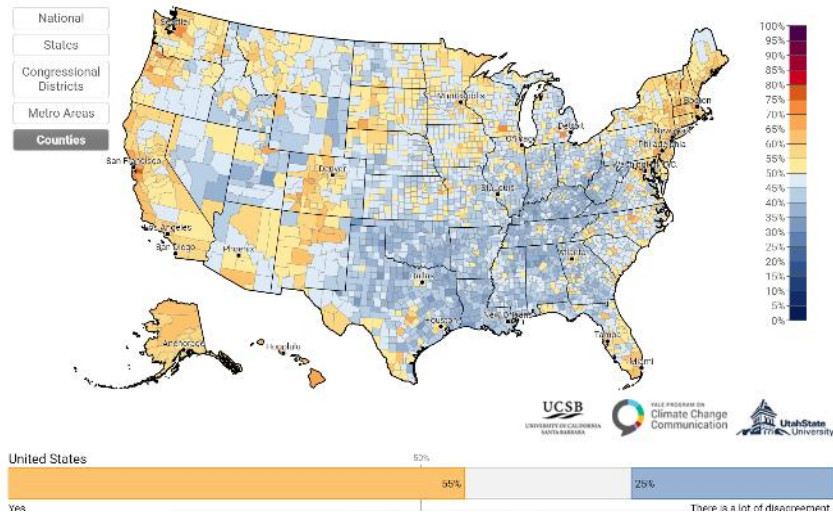 National
States
Congressional
Districts
Metro Areas
Counties
Seattle
Minneapolis
Boston
Detroit
Chicago
New York
Philadelphia
Washington D.C.
San Francisco
Denver
St. Louis
Los Angeles
San Diego
Phoenix
Atlanta
Dallas
Houston
New Orleans
Tampa
Miami
Anchorage
Honolulu
100%
95%
90%
85%
80%
75%
70%
65%
60%
55%
50%
45%
40%
35%
30%
25%
20%
15%
10%
5%
0%
UCSB
UNIVERSITY OF CALIFORNIA
SANTA BARBARA
YALE PROGRAM ON
Climate Change
Communication
UtahState
University
United States
50%
55%
25%
Yes
There is a lot of disagreement